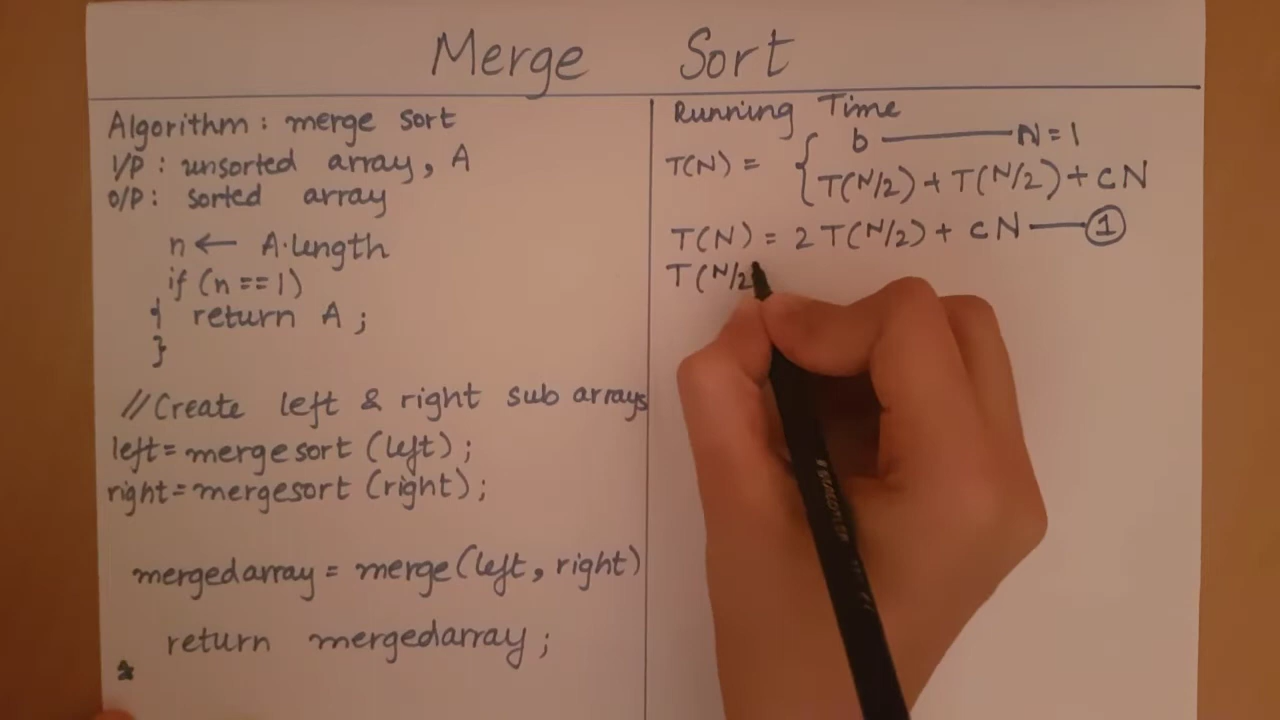 Merge Sort
Algorithm: merge sort
I/P: unsorted array, A
O/P: sorted array
n ← A.length
if (n == 1)
{ return A ;
}
// Create left & right sub arrays
left = mergesort (left) ;
right = mergesort (right) ;
mergedarray = merge (left, right)
return mergedarray ;
Running Time
T(N) = { b — N = 1
T(N/2) + T(N/2) + cN
T(N) = 2 T(N/2) + cN — ①
T(N/2